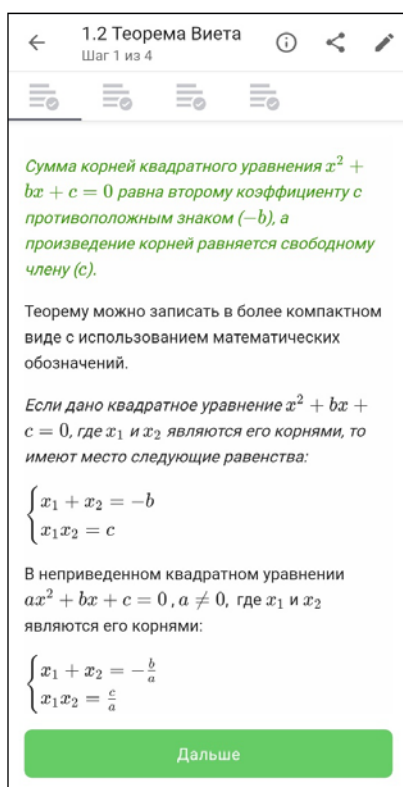 1.2 Теорема Виета
Шаг 1 из 4
Сумма корней квадратного уравнения x² +
bx + c = 0 равна второму коэффициенту с
противоположным знаком (−b), а
произведение корней равняется свободному
члену (c).
Теорему можно записать в более компактном
виде с использованием математических
обозначений.
Если дано квадратное уравнение x² + bx +
c = 0, где x₁ и x₂ являются его корнями, то
имеют место следующие равенства:
{x₁ + x₂ = −b
x₁x₂ = c
В неприведенном квадратном уравнении
ax² + bx + c = 0 , a ≠ 0, где x₁ и x₂
являются его корнями:
{x₁ + x₂ = −b/a
x₁x₂ = c/a
Дальше